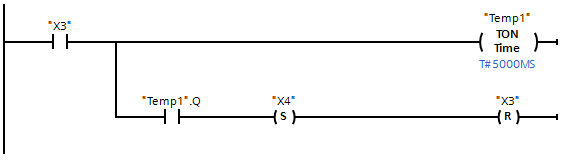 "X3"
"Temp1"
TON
Time
T#5000MS
"Temp1".Q
"X4"
"X3"
S
R